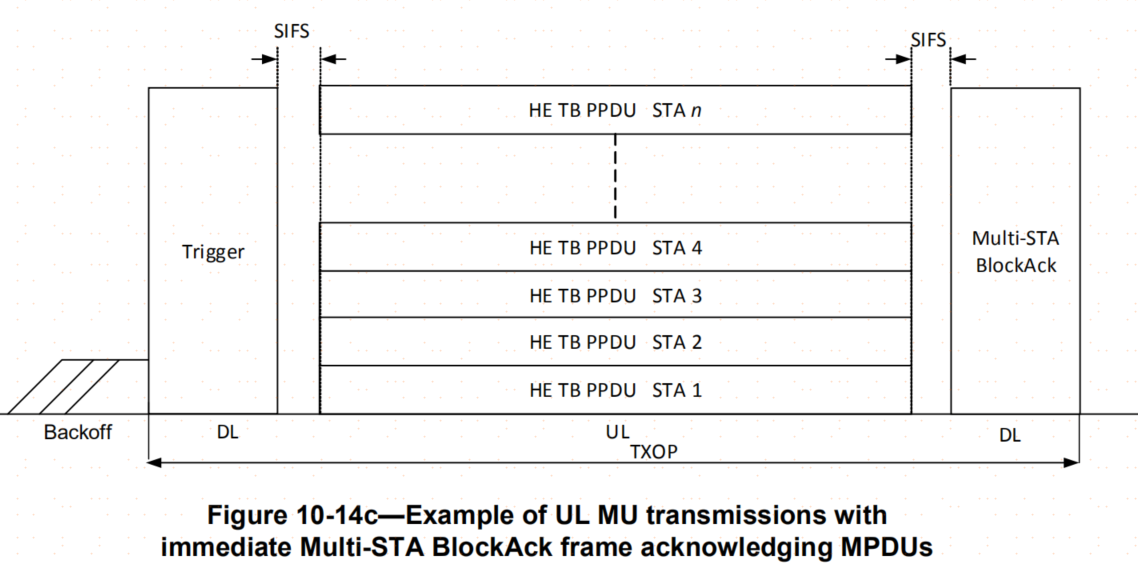 SIFS
SIFS
HE TB PPDU STA n
Trigger
HE TB PPDU STA 4
Multi-STA
BlockAck
HE TB PPDU STA 3
HE TB PPDU STA 2
HE TB PPDU STA 1
Backoff
DL
UL
DL
TXOP
Figure 10-14c—Example of UL MU transmissions with
immediate Multi-STA BlockAck frame acknowledging MPDUs